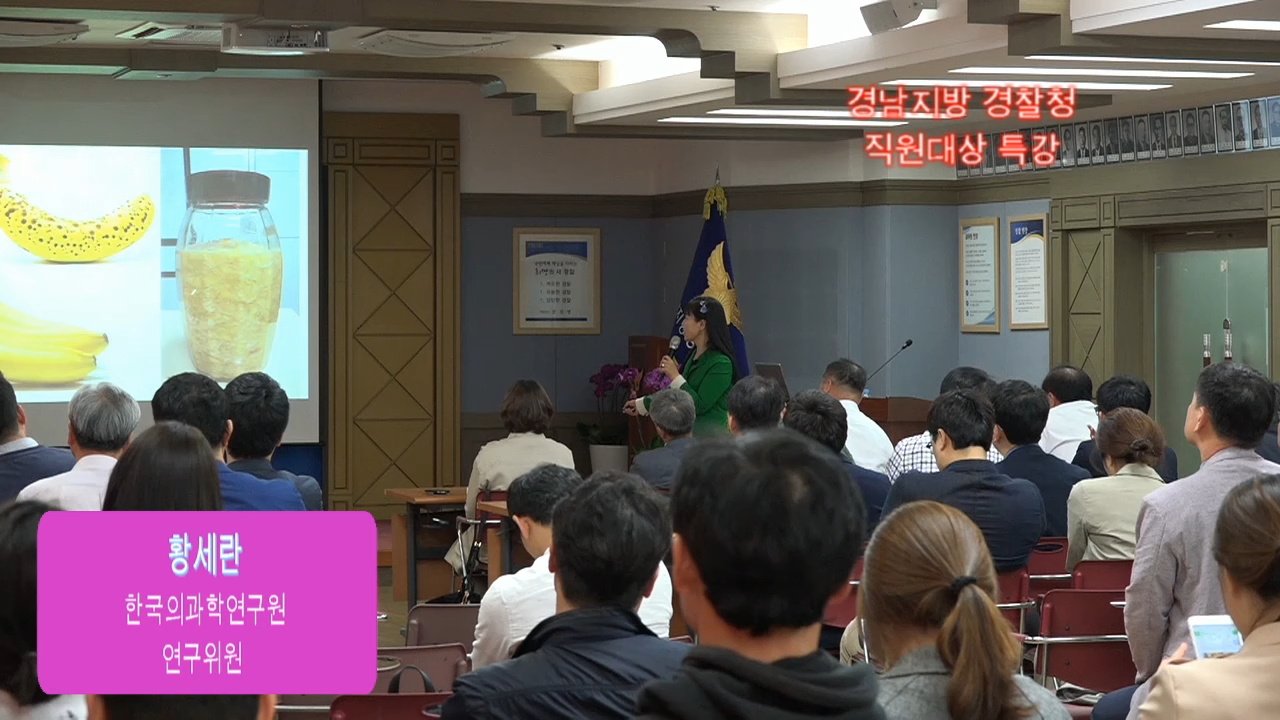 경남지방 경찰청
직원대상 특강
황세란
한국의과학연구원
연구위원